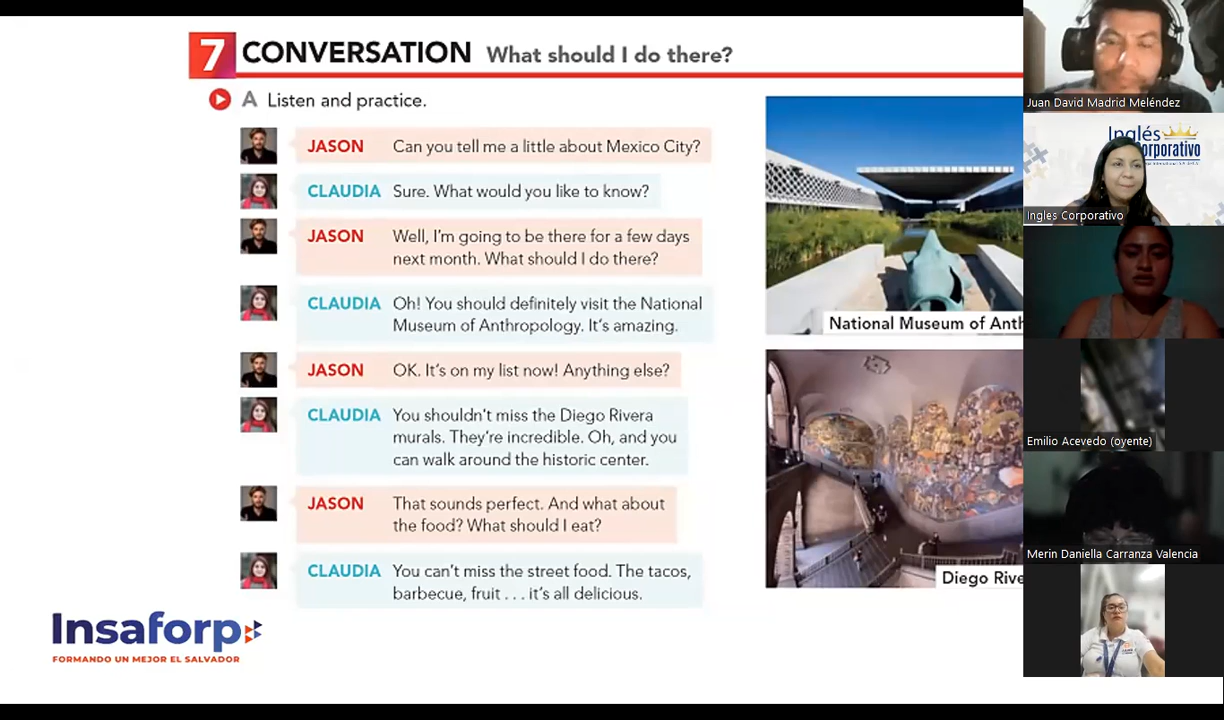 7 CONVERSATION What should I do there?
A Listen and practice.
JASON Can you tell me a little about Mexico City?
CLAUDIA Sure. What would you like to know?
JASON Well, I'm going to be there for a few days
next month. What should I do there?
CLAUDIA Oh! You should definitely visit the National
Museum of Anthropology. It's amazing.
JASON OK. It's on my list now! Anything else?
CLAUDIA You shouldn't miss the Diego Rivera
murals. They're incredible. Oh, and you
can walk around the historic center.
JASON That sounds perfect. And what about
the food? What should I eat?
CLAUDIA You can't miss the street food. The tacos,
barbecue, fruit . . . it's all delicious.
National Museum of Anth
Diego Rive
Insaforp
FORMANDO UN MEJOR EL SALVADOR
Juan David Madrid Meléndez
Inglés
orporativo
Ingles Corporativo
Emilio Acevedo (oyente)
Merin Daniella Carranza Valencia